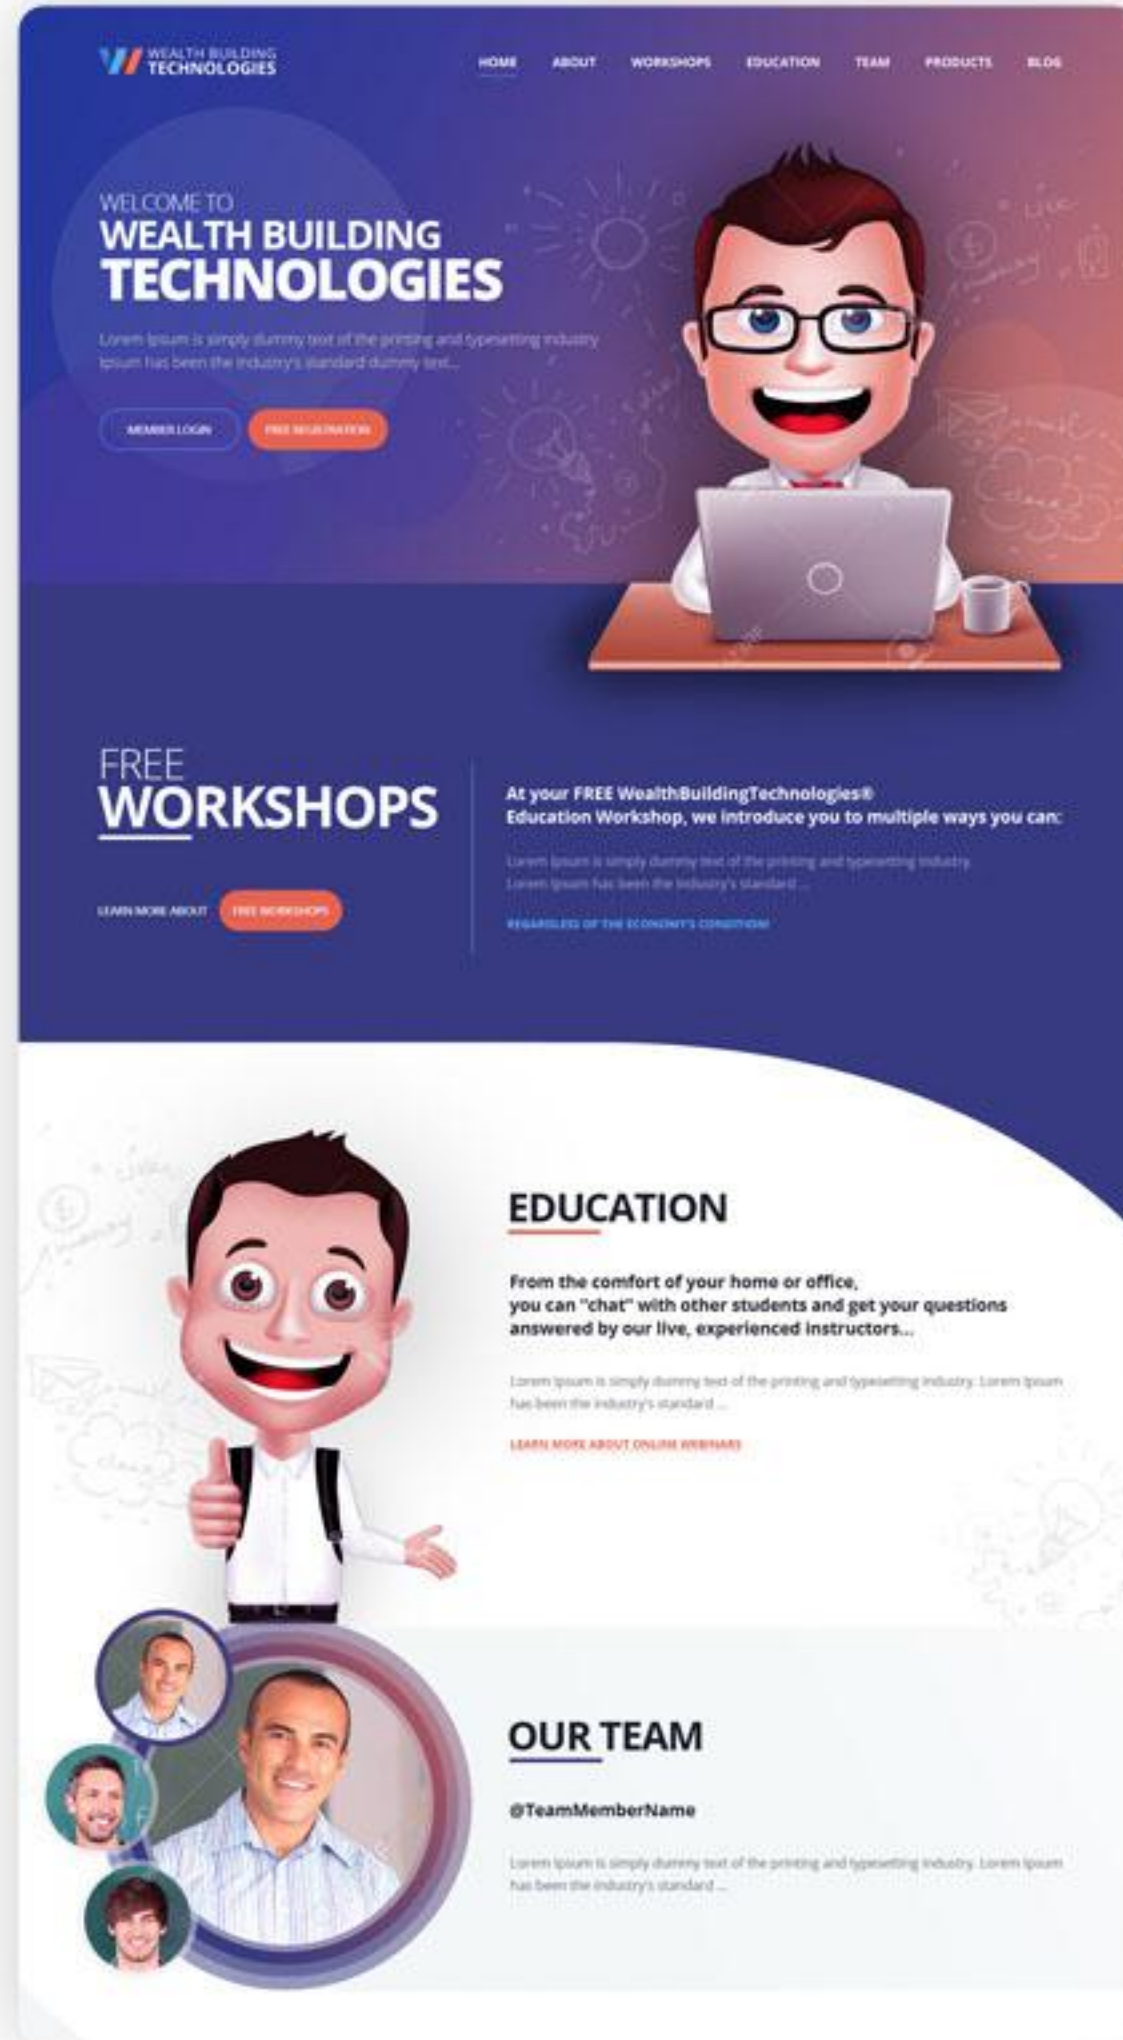 WEALTH BUILDING
TECHNOLOGIES
HOME ABOUT WORKSHOPS EDUCATION TEAM PRODUCTS BLOG
WELCOME TO
WEALTH BUILDING
TECHNOLOGIES
Lorem Ipsum is simply dummy text of the printing and typesetting industry
Ipsum has been the industry's standard dummy text...
MEMBER LOGIN FREE REGISTRATION
FREE
WORKSHOPS
LEARN MORE ABOUT FREE WORKSHOPS
At your FREE WealthBuildingTechnologies®
Education Workshop, we introduce you to multiple ways you can:
Lorem Ipsum is simply dummy text of the printing and typesetting industry.
Lorem Ipsum has been the industry's standard ...
REGARDLESS OF THE ECONOMY'S CONDITION!
EDUCATION
From the comfort of your home or office,
you can "chat" with other students and get your questions
answered by our live, experienced instructors...
Lorem Ipsum is simply dummy text of the printing and typesetting industry. Lorem Ipsum
has been the industry's standard ...
LEARN MORE ABOUT ONLINE WEBINARS
OUR TEAM
@TeamMemberName
Lorem Ipsum is simply dummy text of the printing and typesetting industry. Lorem Ipsum
has been the industry's standard ...